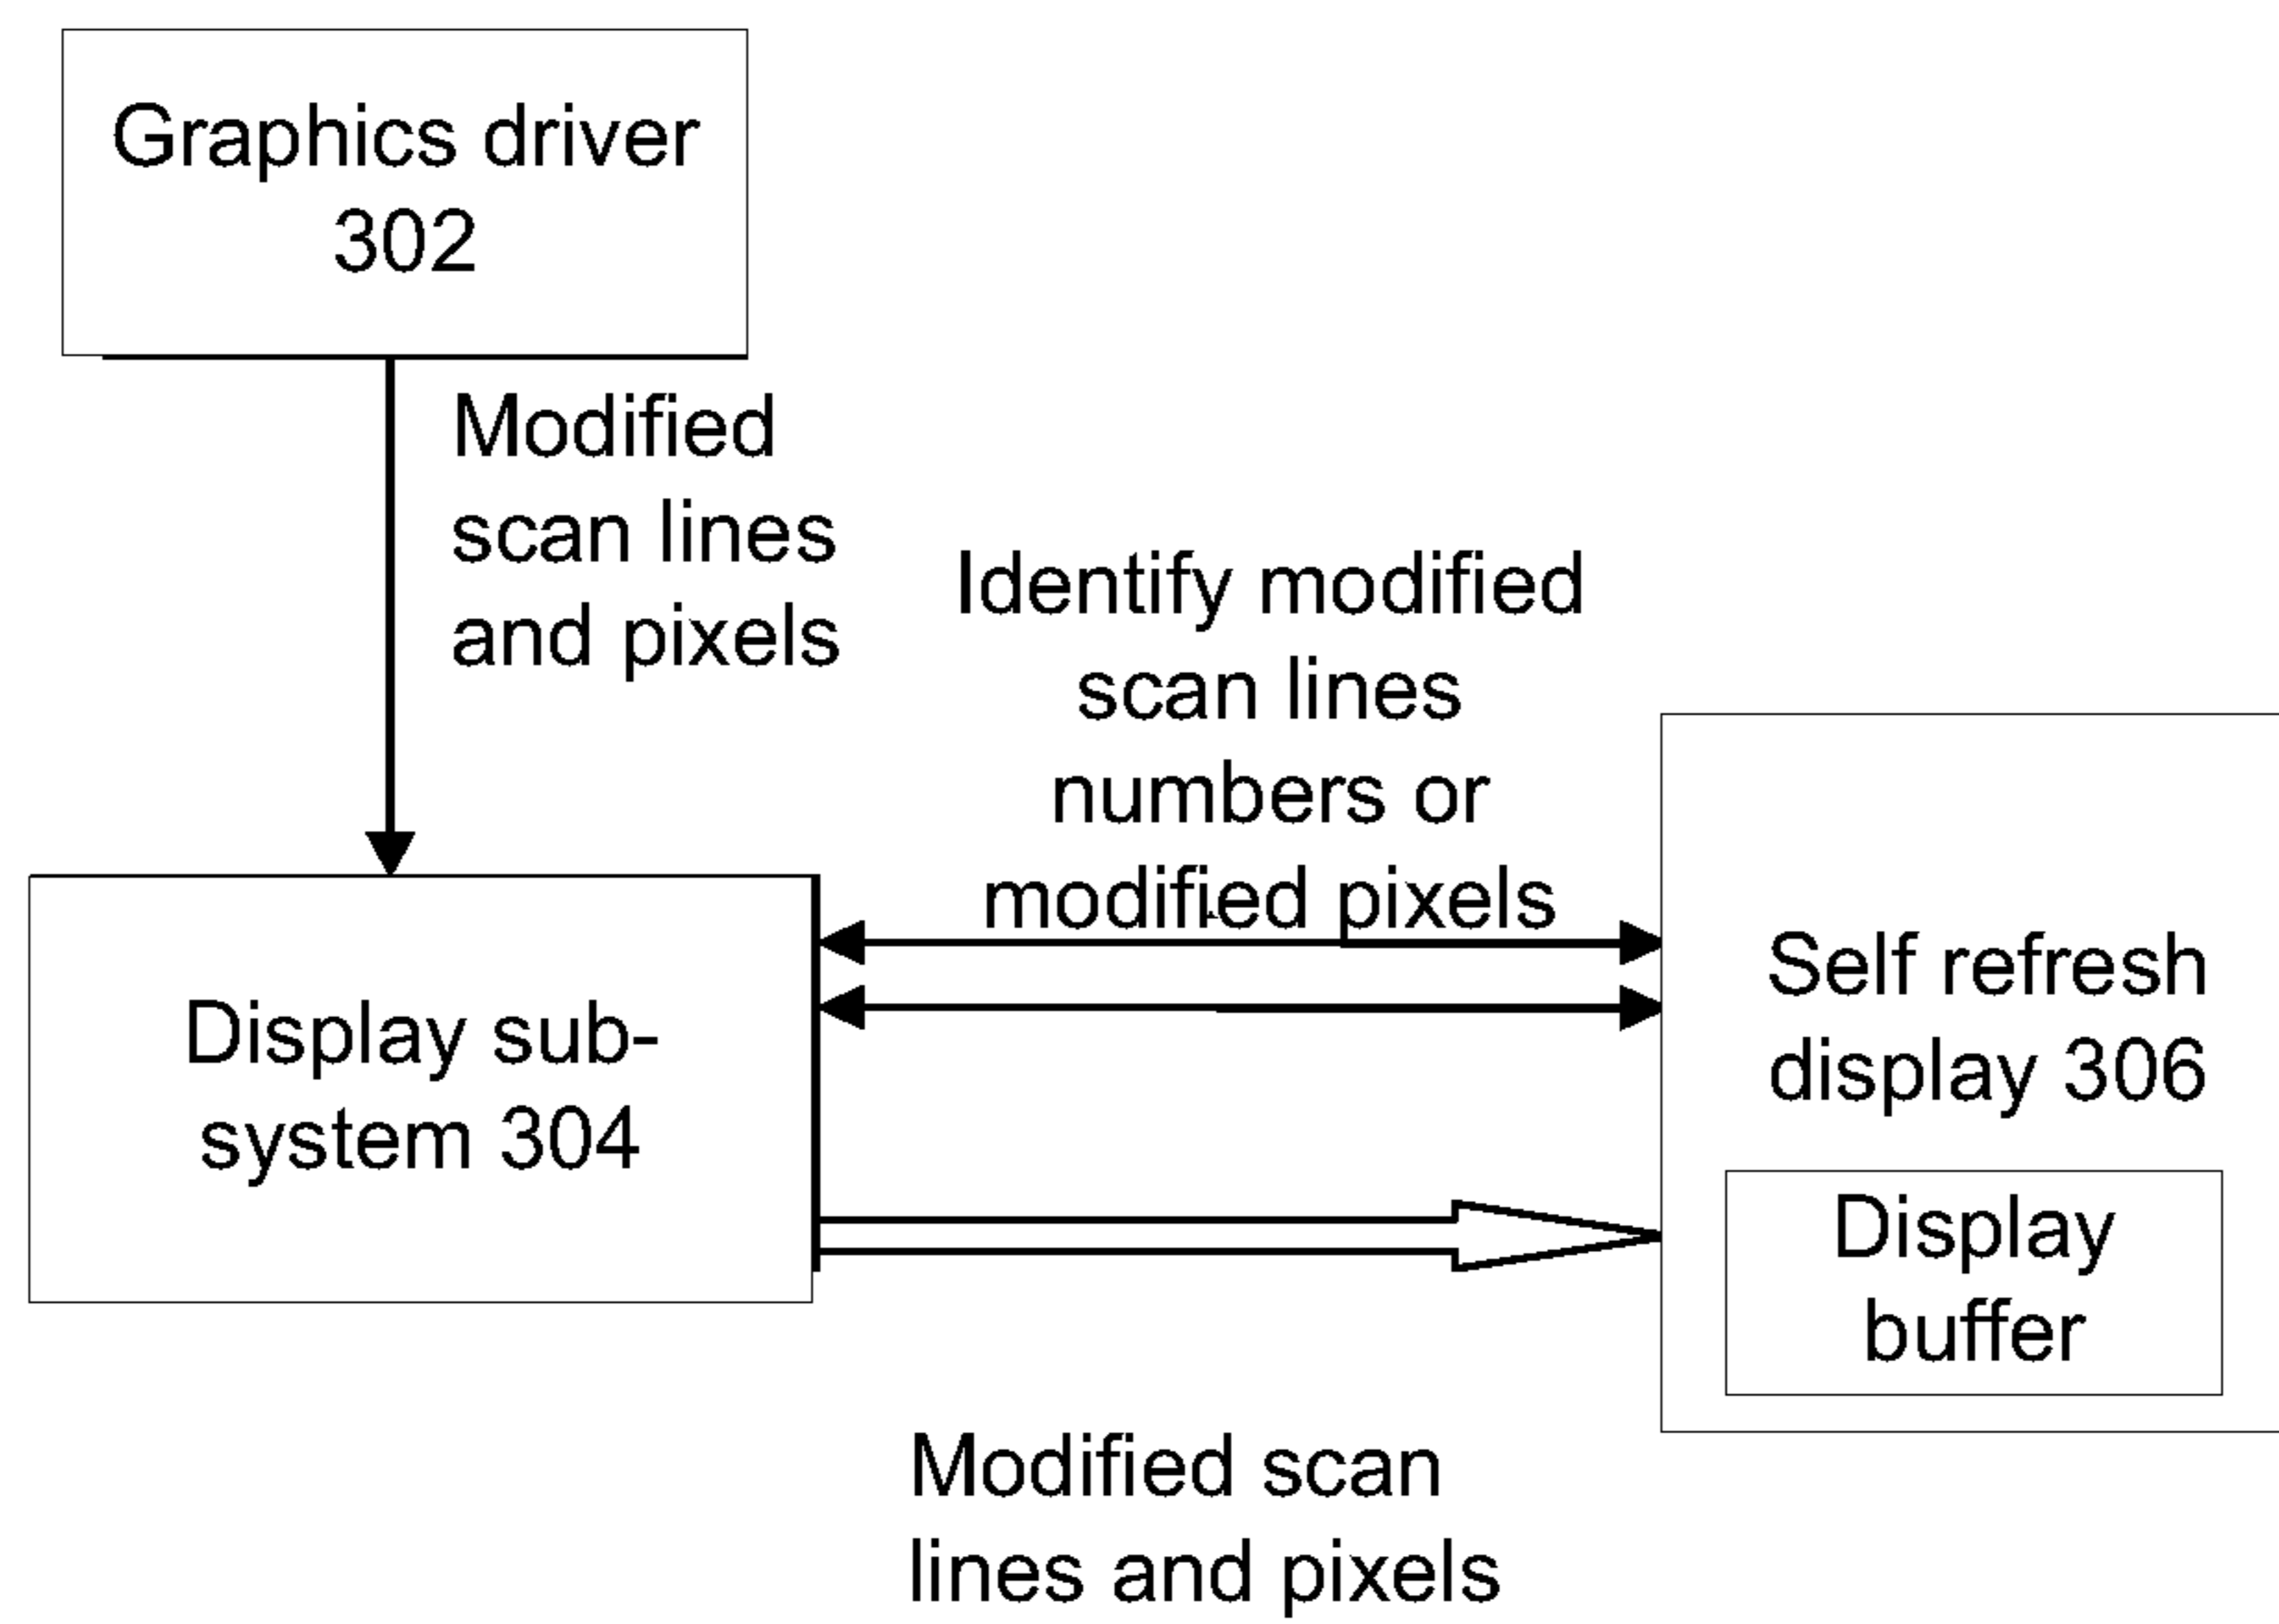 Graphics driver
302
Modified
scan lines
and pixels
Identify modified
scan lines
numbers or
modified pixels
Display sub-
system 304
Self refresh
display 306
Display
buffer
Modified scan
lines and pixels